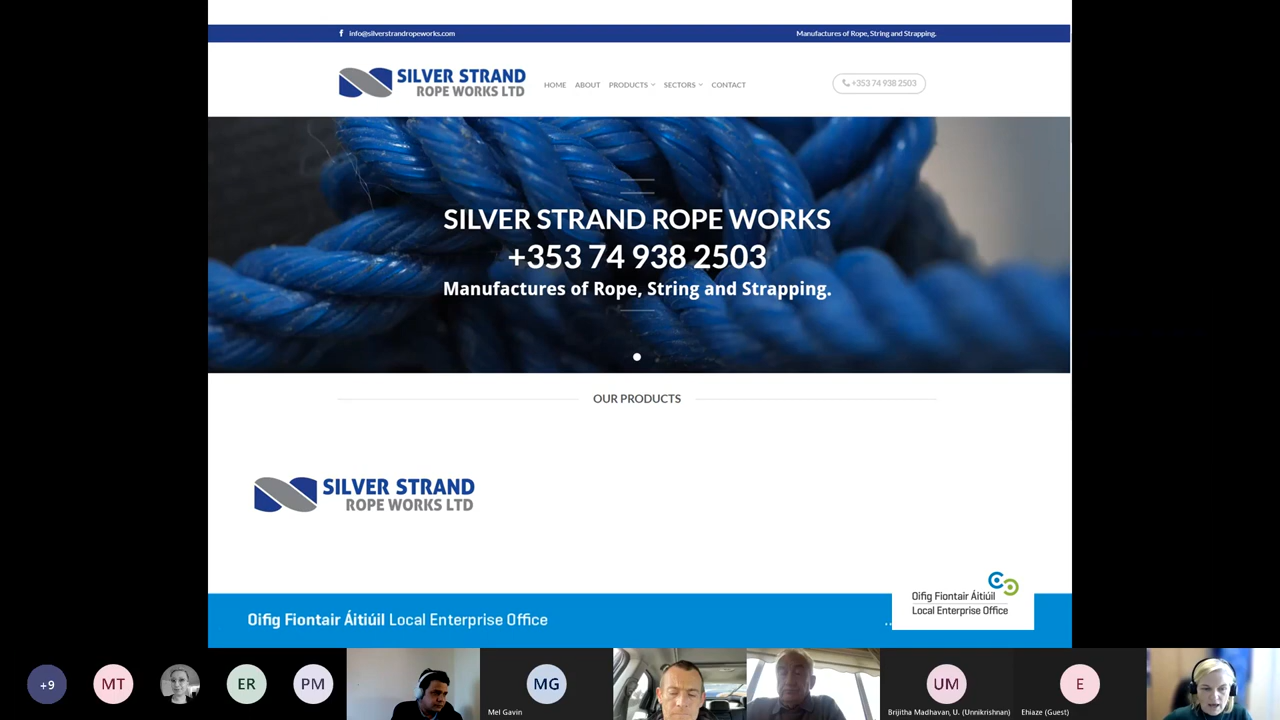 info@silverstrandropeworks.com
Manufactures of Rope, String and Strapping.
SILVER STRAND
ROPE WORKS LTD
HOME ABOUT PRODUCTS SECTORS CONTACT
+353 74 938 2503
SILVER STRAND ROPE WORKS
+353 74 938 2503
Manufactures of Rope, String and Strapping.
OUR PRODUCTS
SILVER STRAND
ROPE WORKS LTD
Oifig Fiontair Áitiúil Local Enterprise Office
..
Oifig Fiontair Áitiúil
Local Enterprise Office
+9
MT
ER
PM
MG
Mel Gavin
UM
Brijitha Madhavan, U. (Unnikrishnan)
E
Ehiaze (Guest)